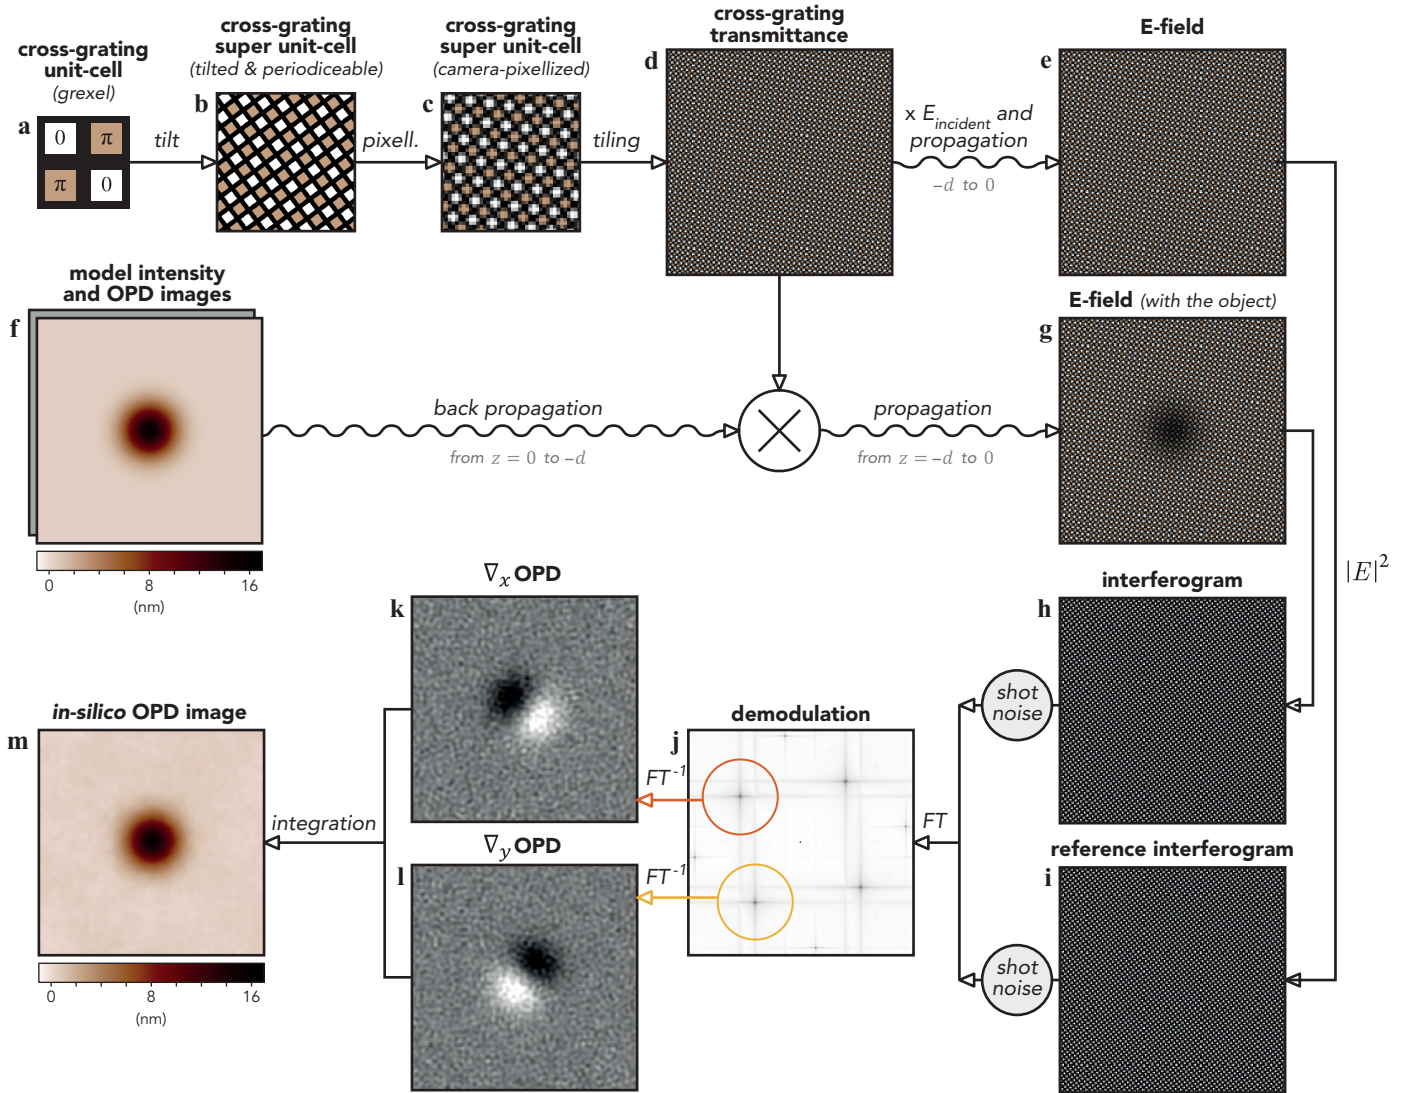 cross-grating
unit-cell
(grexel)
a
0 π
π 0
tilt
cross-grating
super unit-cell
(tilted & periodiceable)
b
pixell.
cross-grating
super unit-cell
(camera-pixellized)
c
tiling
cross-grating
transmittance
d
x E_incident and
propagation
–d to 0
E-field
e
model intensity
and OPD images
f
0 8 16
(nm)
back propagation
from z = 0 to –d
propagation
from z = –d to 0
E-field (with the object)
g
|E|²
interferogram
h
shot
noise
reference interferogram
i
shot
noise
FT
demodulation
j
FT⁻¹
FT⁻¹
∇x OPD
k
∇y OPD
l
integration
in-silico OPD image
m
0 8 16
(nm)